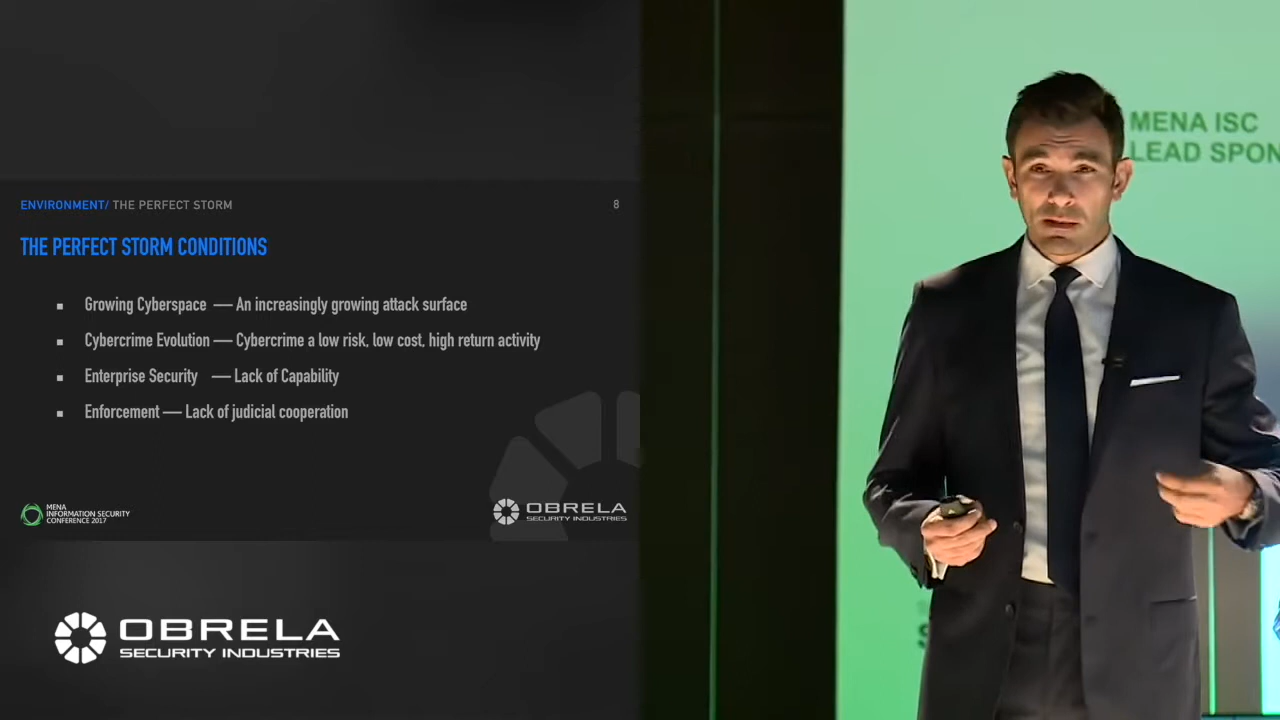 ENVIRONMENT/ THE PERFECT STORM
8
THE PERFECT STORM CONDITIONS
▪ Growing Cyberspace — An increasingly growing attack surface
▪ Cybercrime Evolution — Cybercrime a low risk, low cost, high return activity
▪ Enterprise Security — Lack of Capability
▪ Enforcement — Lack of judicial cooperation
MENA
INFORMATION SECURITY
CONFERENCE 2017
OBRELA
SECURITY INDUSTRIES
OBRELA
SECURITY INDUSTRIES
MENA ISC
LEAD SPON